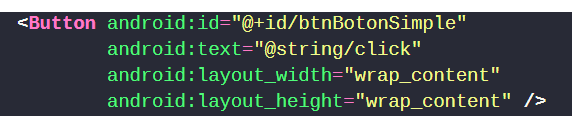 <Button android:id="@+id/btnBotonSimple"
android:text="@string/click"
android:layout_width="wrap_content"
android:layout_height="wrap_content" />